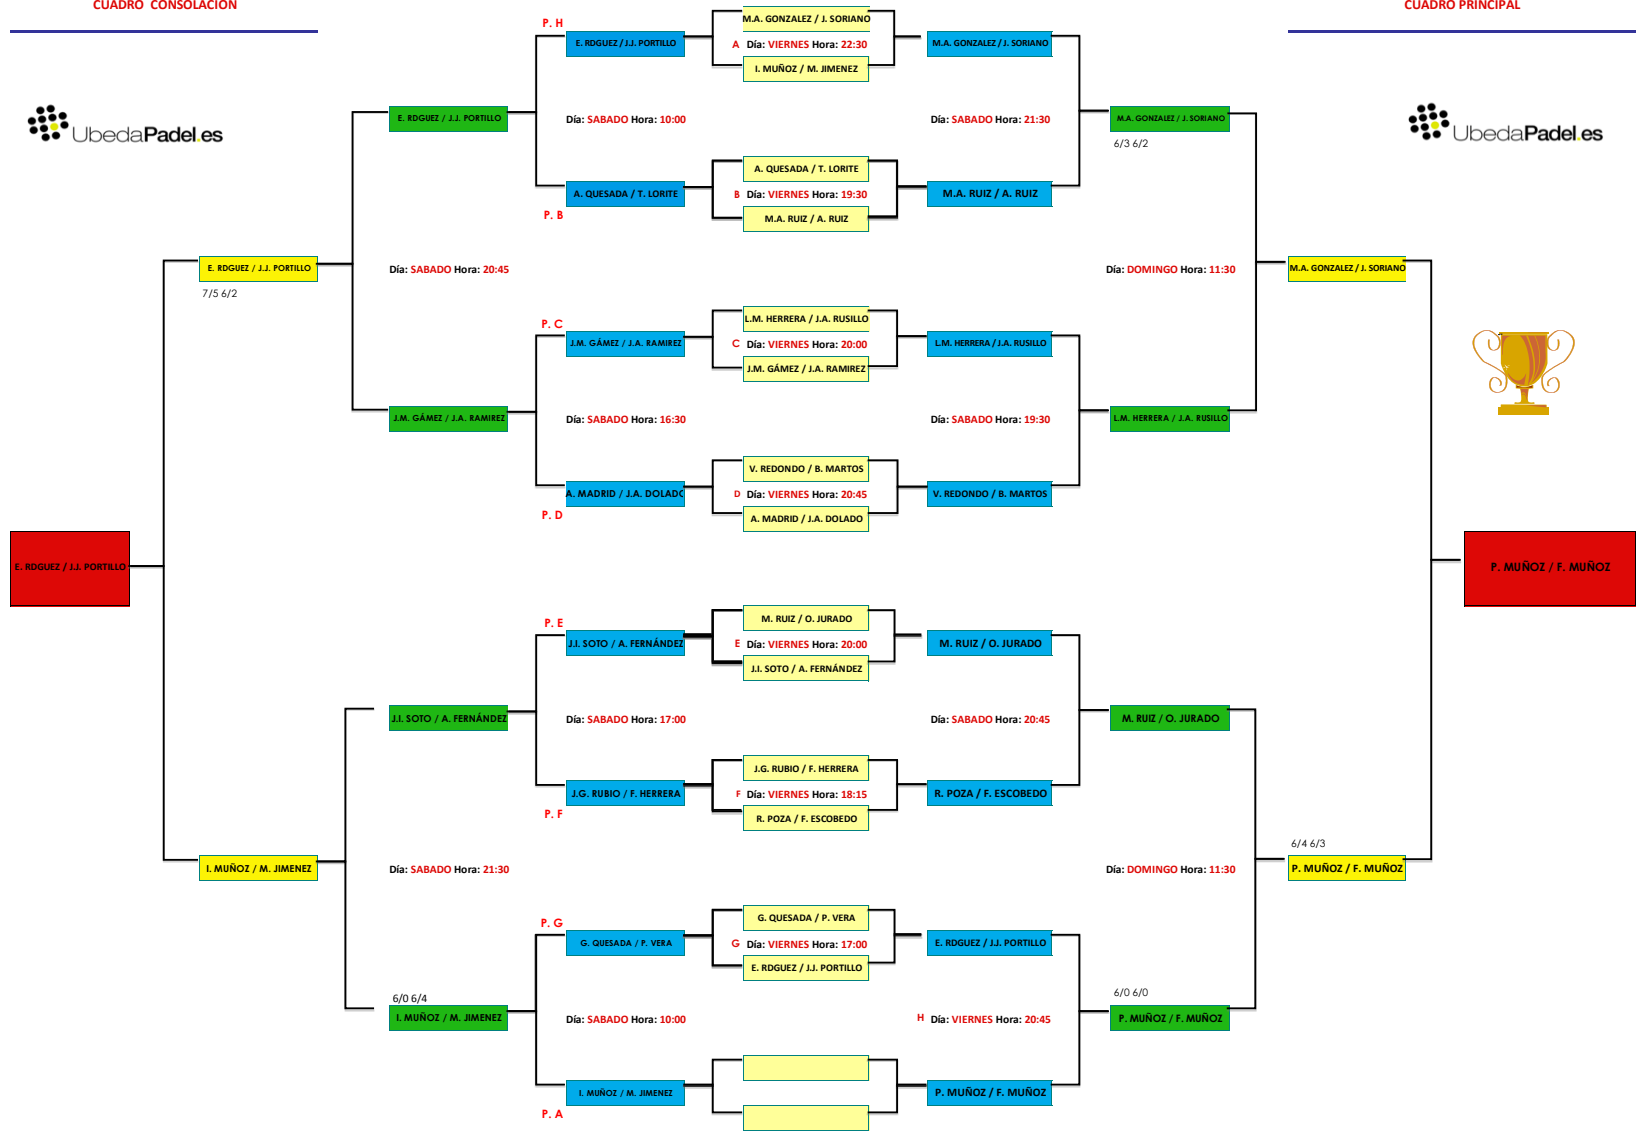 CUADRO CONSOLACIÓN
CUADRO PRINCIPAL
P. H
M.A. GONZALEZ / J. SORIANO
E. RDGUEZ / J.J. PORTILLO
A Día: VIERNES Hora: 22:30
M.A. GONZALEZ / J. SORIANO
I. MUÑOZ / M. JIMENEZ
UbedaPadel.es
E. RDGUEZ / J.J. PORTILLO
Día: SABADO Hora: 10:00
Día: SABADO Hora: 21:30
M.A. GONZALEZ / J. SORIANO
UbedaPadel.es
6/3 6/2
A. QUESADA / T. LORITE
A. QUESADA / T. LORITE
B Día: VIERNES Hora: 19:30
M.A. RUIZ / A. RUIZ
P. B
M.A. RUIZ / A. RUIZ
E. RDGUEZ / J.J. PORTILLO
Día: SABADO Hora: 20:45
Día: DOMINGO Hora: 11:30
M.A. GONZALEZ / J. SORIANO
7/5 6/2
P. C
L.M. HERRERA / J.A. RUSILLO
J.M. GÁMEZ / J.A. RAMIREZ
C Día: VIERNES Hora: 20:00
L.M. HERRERA / J.A. RUSILLO
J.M. GÁMEZ / J.A. RAMIREZ
J.M. GÁMEZ / J.A. RAMIREZ
Día: SABADO Hora: 16:30
Día: SABADO Hora: 19:30
L.M. HERRERA / J.A. RUSILLO
V. REDONDO / B. MARTOS
A. MADRID / J.A. DOLADO
D Día: VIERNES Hora: 20:45
V. REDONDO / B. MARTOS
P. D
A. MADRID / J.A. DOLADO
E. RDGUEZ / J.J. PORTILLO
P. MUÑOZ / F. MUÑOZ
P. E
M. RUIZ / O. JURADO
J.I. SOTO / A. FERNÁNDEZ
E Día: VIERNES Hora: 20:00
M. RUIZ / O. JURADO
J.I. SOTO / A. FERNÁNDEZ
J.I. SOTO / A. FERNÁNDEZ
Día: SABADO Hora: 17:00
Día: SABADO Hora: 20:45
M. RUIZ / O. JURADO
J.G. RUBIO / F. HERRERA
J.G. RUBIO / F. HERRERA
F Día: VIERNES Hora: 18:15
R. POZA / F. ESCOBEDO
P. F
R. POZA / F. ESCOBEDO
6/4 6/3
I. MUÑOZ / M. JIMENEZ
Día: SABADO Hora: 21:30
Día: DOMINGO Hora: 11:30
P. MUÑOZ / F. MUÑOZ
P. G
G. QUESADA / P. VERA
G. QUESADA / P. VERA
G Día: VIERNES Hora: 17:00
E. RDGUEZ / J.J. PORTILLO
E. RDGUEZ / J.J. PORTILLO
6/0 6/4
6/0 6/0
I. MUÑOZ / M. JIMENEZ
Día: SABADO Hora: 10:00
H Día: VIERNES Hora: 20:45
P. MUÑOZ / F. MUÑOZ
I. MUÑOZ / M. JIMENEZ
P. MUÑOZ / F. MUÑOZ
P. A